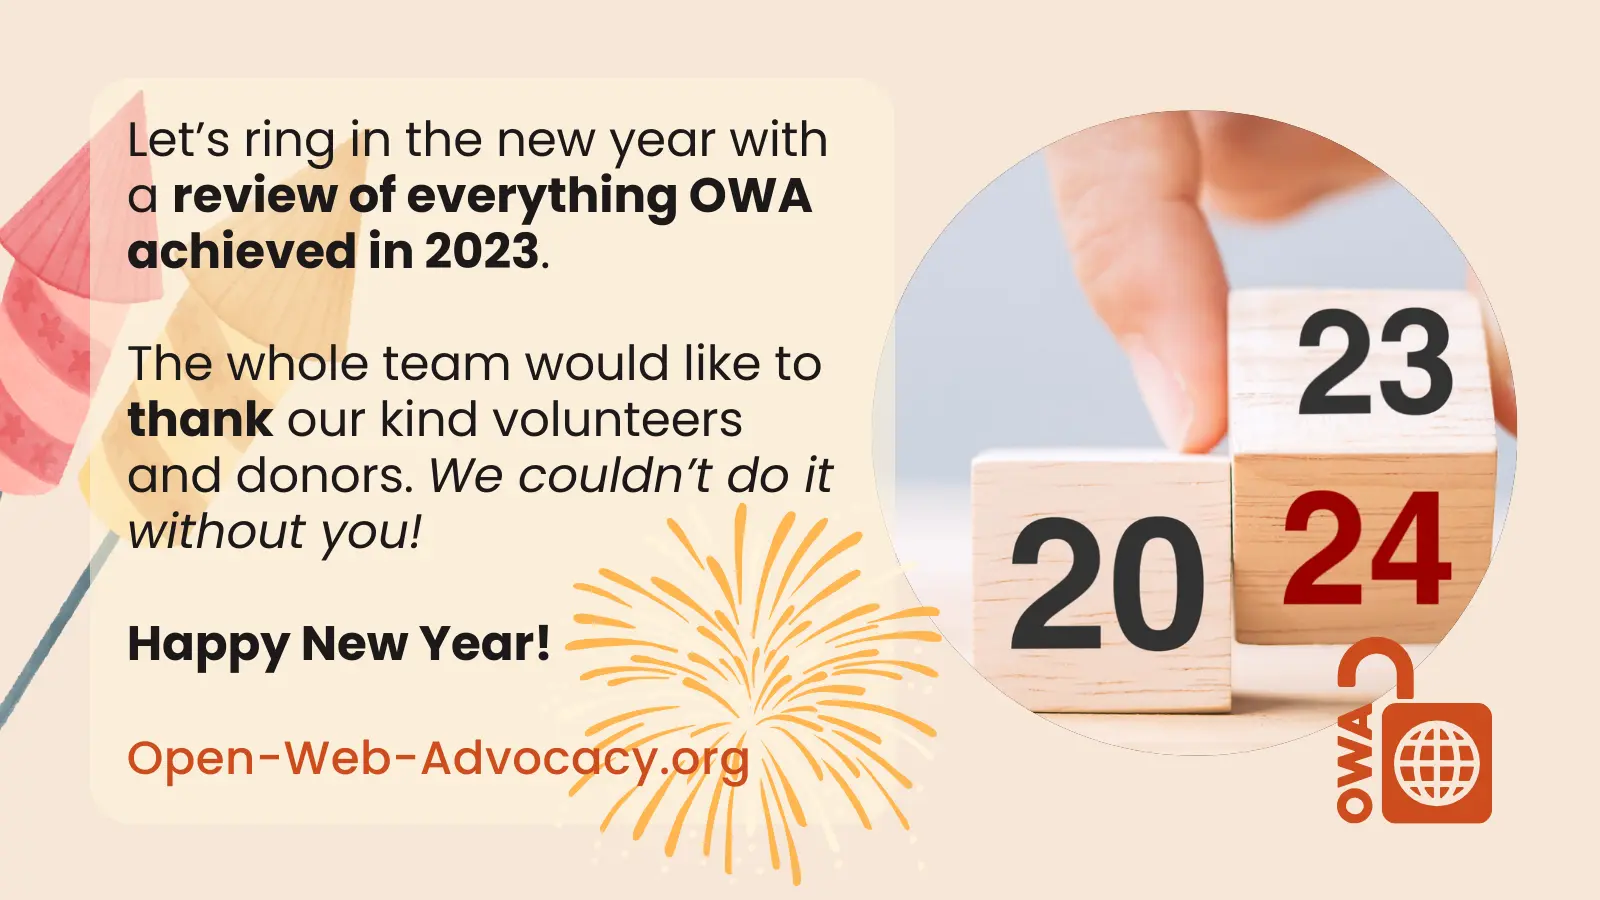 Let’s ring in the new year with
a review of everything OWA
achieved in 2023.
The whole team would like to
thank our kind volunteers
and donors. We couldn’t do it
without you!
Happy New Year!
Open-Web-Advocacy.org
23
20
24
OWA